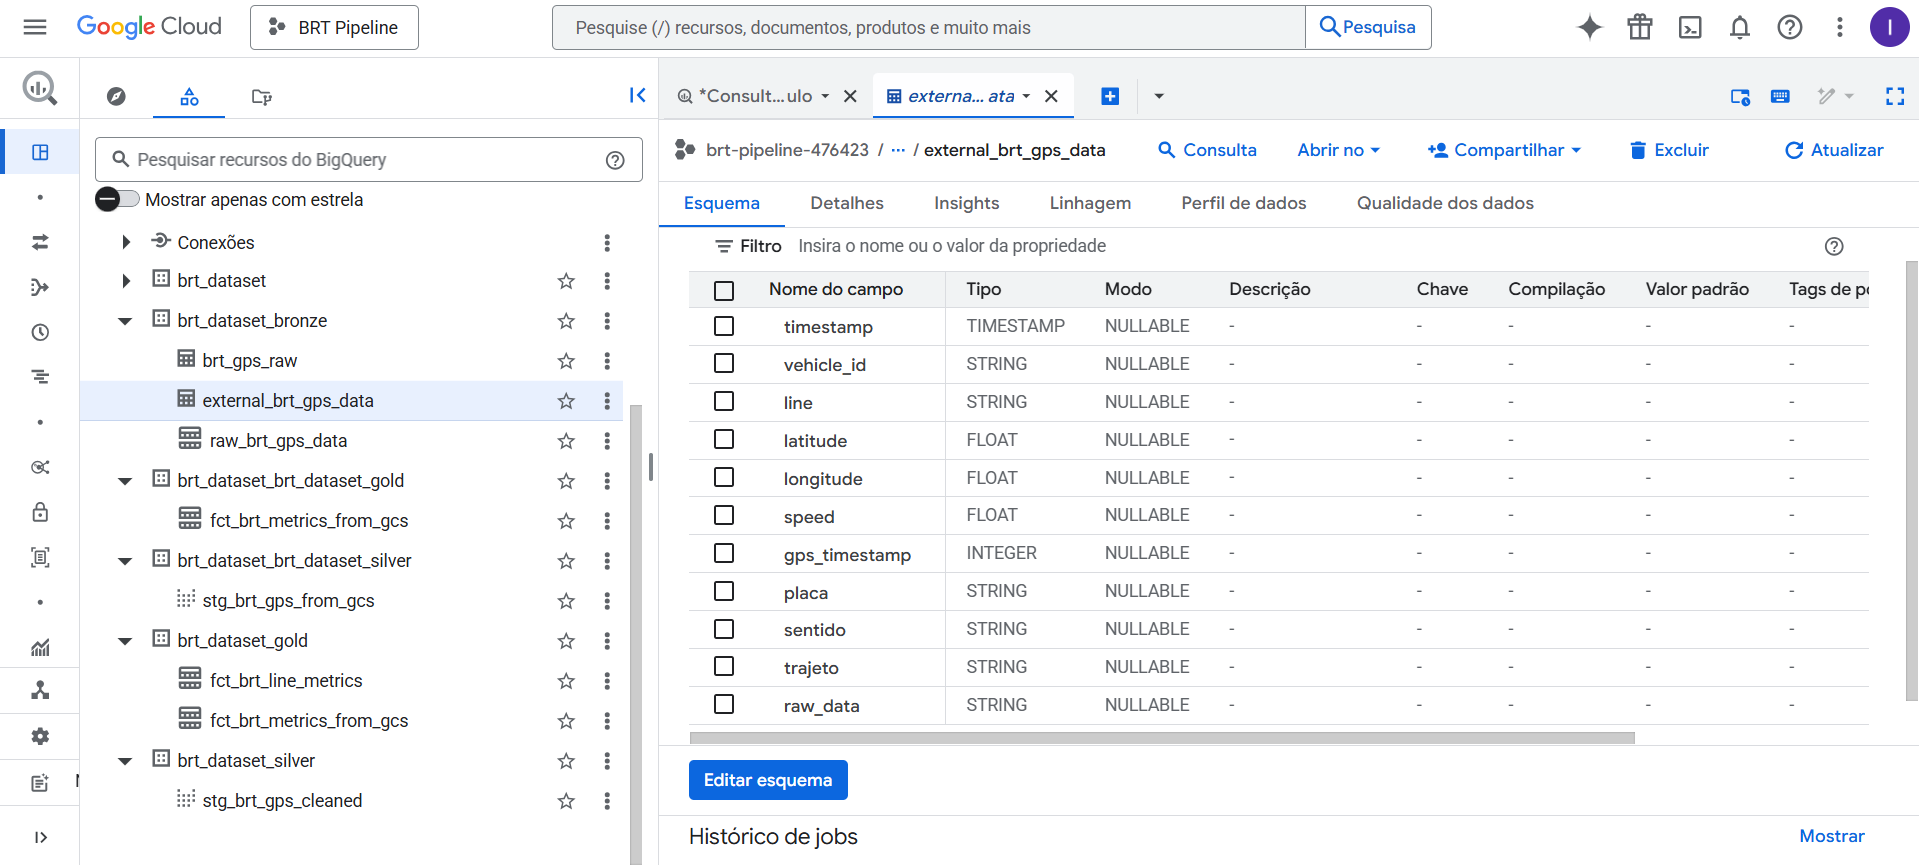 Google Cloud
BRT Pipeline
Pesquise (/) recursos, documentos, produtos e muito mais
Pesquisa
I
Pesquisar recursos do BigQuery
Mostrar apenas com estrela
Conexões
brt_dataset
brt_dataset_bronze
brt_gps_raw
external_brt_gps_data
raw_brt_gps_data
brt_dataset_brt_dataset_gold
fct_brt_metrics_from_gcs
brt_dataset_brt_dataset_silver
stg_brt_gps_from_gcs
brt_dataset_gold
fct_brt_line_metrics
fct_brt_metrics_from_gcs
brt_dataset_silver
stg_brt_gps_cleaned
*Consult...ulo
externa... ata
brt-pipeline-476423 / ··· / external_brt_gps_data
Consulta
Abrir no
Compartilhar
Excluir
Atualizar
Esquema Detalhes Insights Linhagem Perfil de dados Qualidade dos dados
Filtro Insira o nome ou o valor da propriedade
Nome do campo Tipo Modo Descrição Chave Compilação Valor padrão Tags de po
timestamp TIMESTAMP NULLABLE - - - - -
vehicle_id STRING NULLABLE - - - - -
line STRING NULLABLE - - - - -
latitude FLOAT NULLABLE - - - - -
longitude FLOAT NULLABLE - - - - -
speed FLOAT NULLABLE - - - - -
gps_timestamp INTEGER NULLABLE - - - - -
placa STRING NULLABLE - - - - -
sentido STRING NULLABLE - - - - -
trajeto STRING NULLABLE - - - - -
raw_data STRING NULLABLE - - - - -
Editar esquema
Histórico de jobs
Mostrar